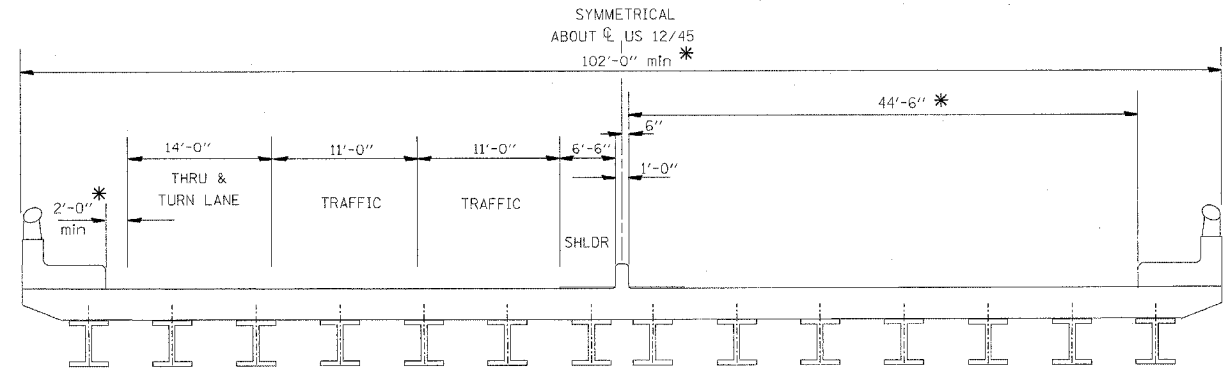 SYMMETRICAL
ABOUT ℄ US 12/45
102'-0" min *
44'-6" *
6"
14'-0"
11'-0"
11'-0"
6'-6"
1'-0"
THRU &
TURN LANE
TRAFFIC
TRAFFIC
2'-0" *
min
SHLDR